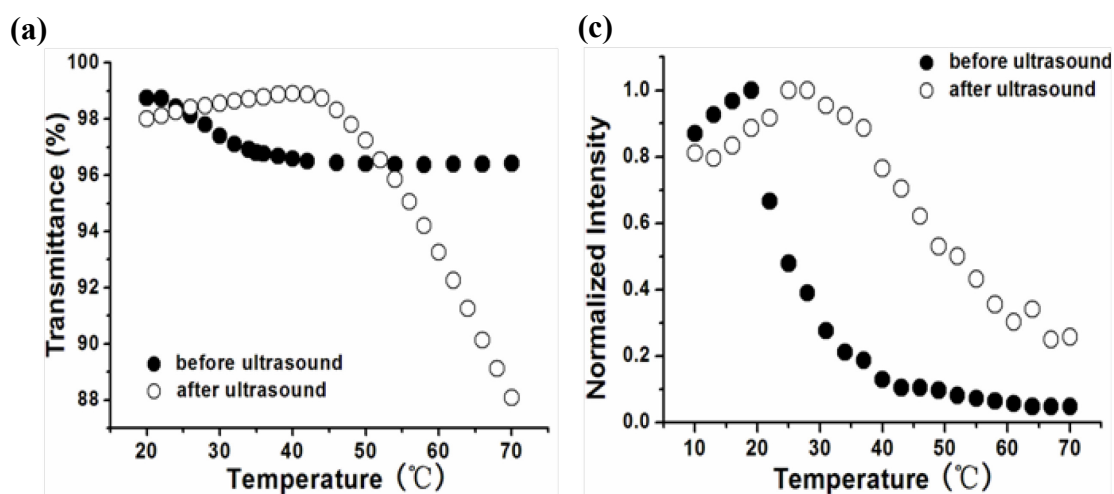 (a)
Transmittance (%)
100
98
96
94
92
90
88
before ultrasound
after ultrasound
20 30 40 50 60 70
Temperature (℃)
(c)
Normalized Intensity
before ultrasound
after ultrasound
1.0
0.8
0.6
0.4
0.2
0.0
10 20 30 40 50 60 70
Temperature (℃)